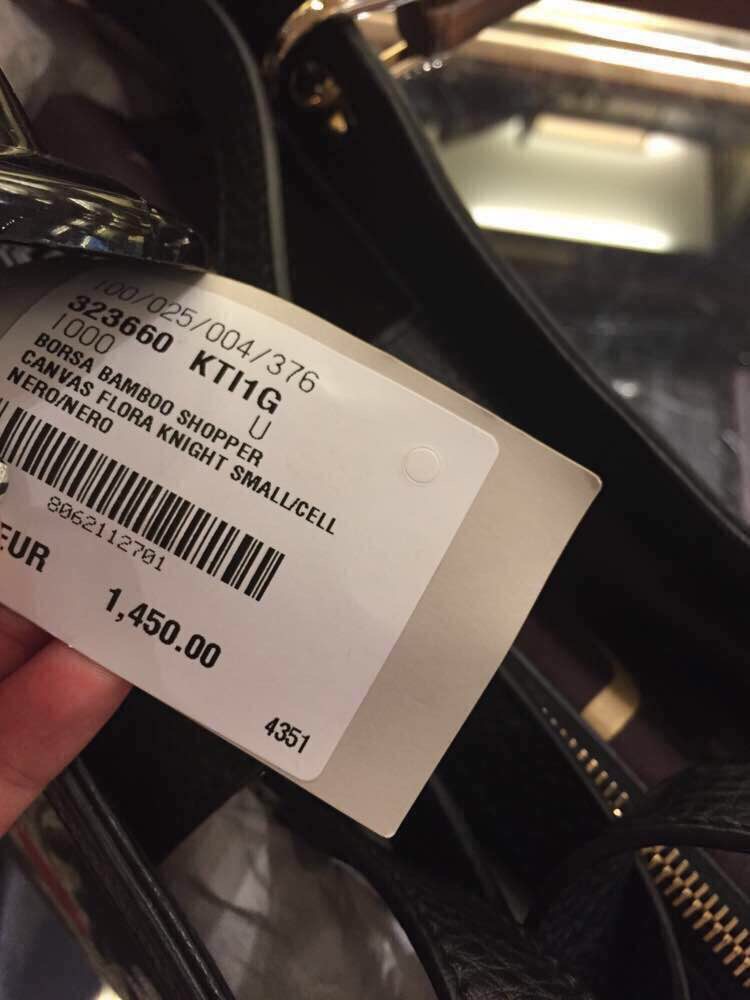 100/025/004/376
323660 KTI1G
1000 U
BORSA BAMBOO SHOPPER
CANVAS FLORA KNIGHT SMALL/CELL
NERO/NERO
8062112701
EUR
1,450.00
4351